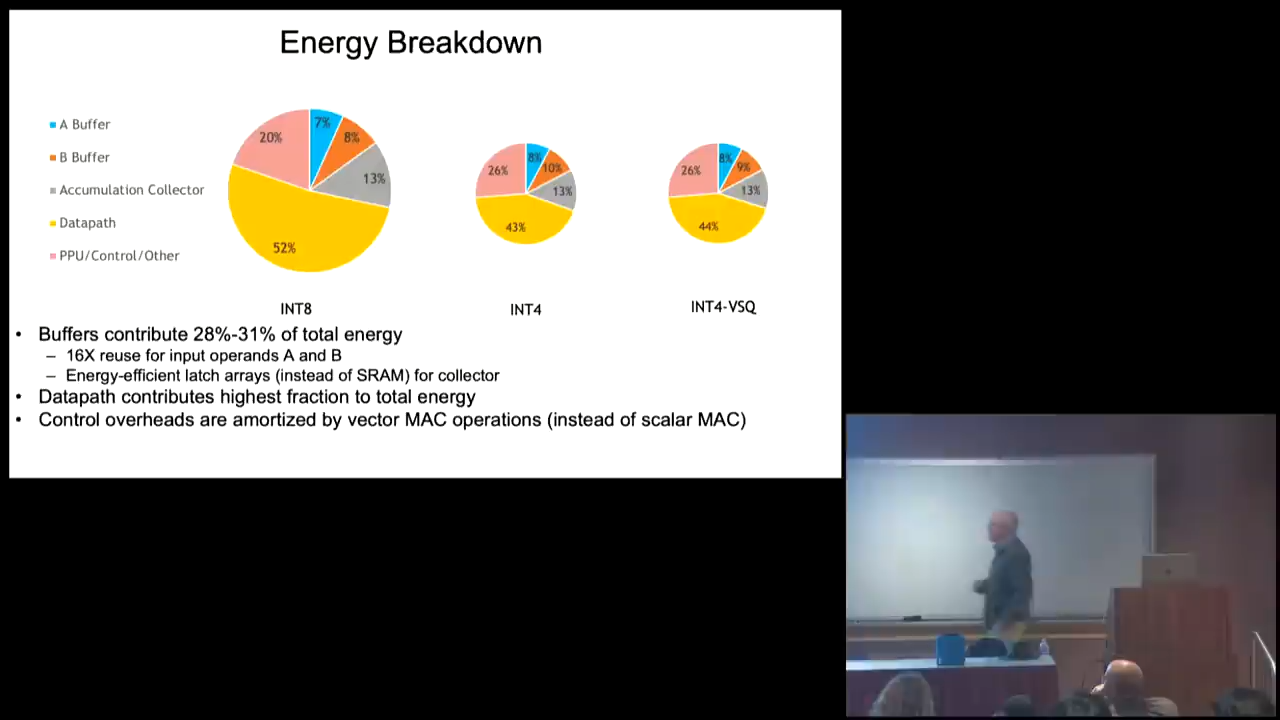 Energy Breakdown
A Buffer
B Buffer
Accumulation Collector
Datapath
PPU/Control/Other
7%
8%
13%
52%
20%
INT8
8%
10%
13%
43%
26%
INT4
8%
9%
13%
44%
26%
INT4-VSQ
• Buffers contribute 28%-31% of total energy
– 16X reuse for input operands A and B
– Energy-efficient latch arrays (instead of SRAM) for collector
• Datapath contributes highest fraction to total energy
• Control overheads are amortized by vector MAC operations (instead of scalar MAC)